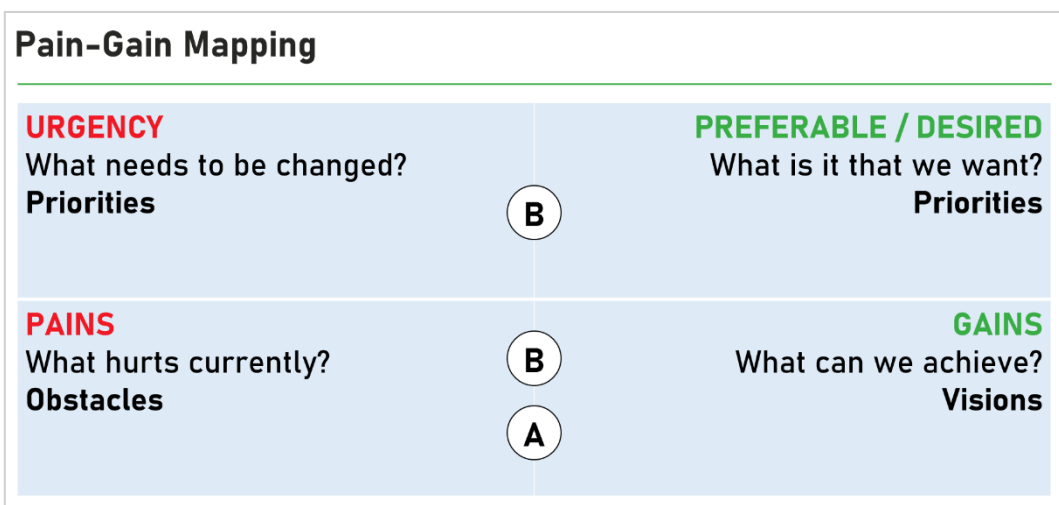 Pain-Gain Mapping
URGENCY
What needs to be changed?
Priorities
PREFERABLE / DESIRED
What is it that we want?
Priorities
B
PAINS
What hurts currently?
Obstacles
GAINS
What can we achieve?
Visions
B
A